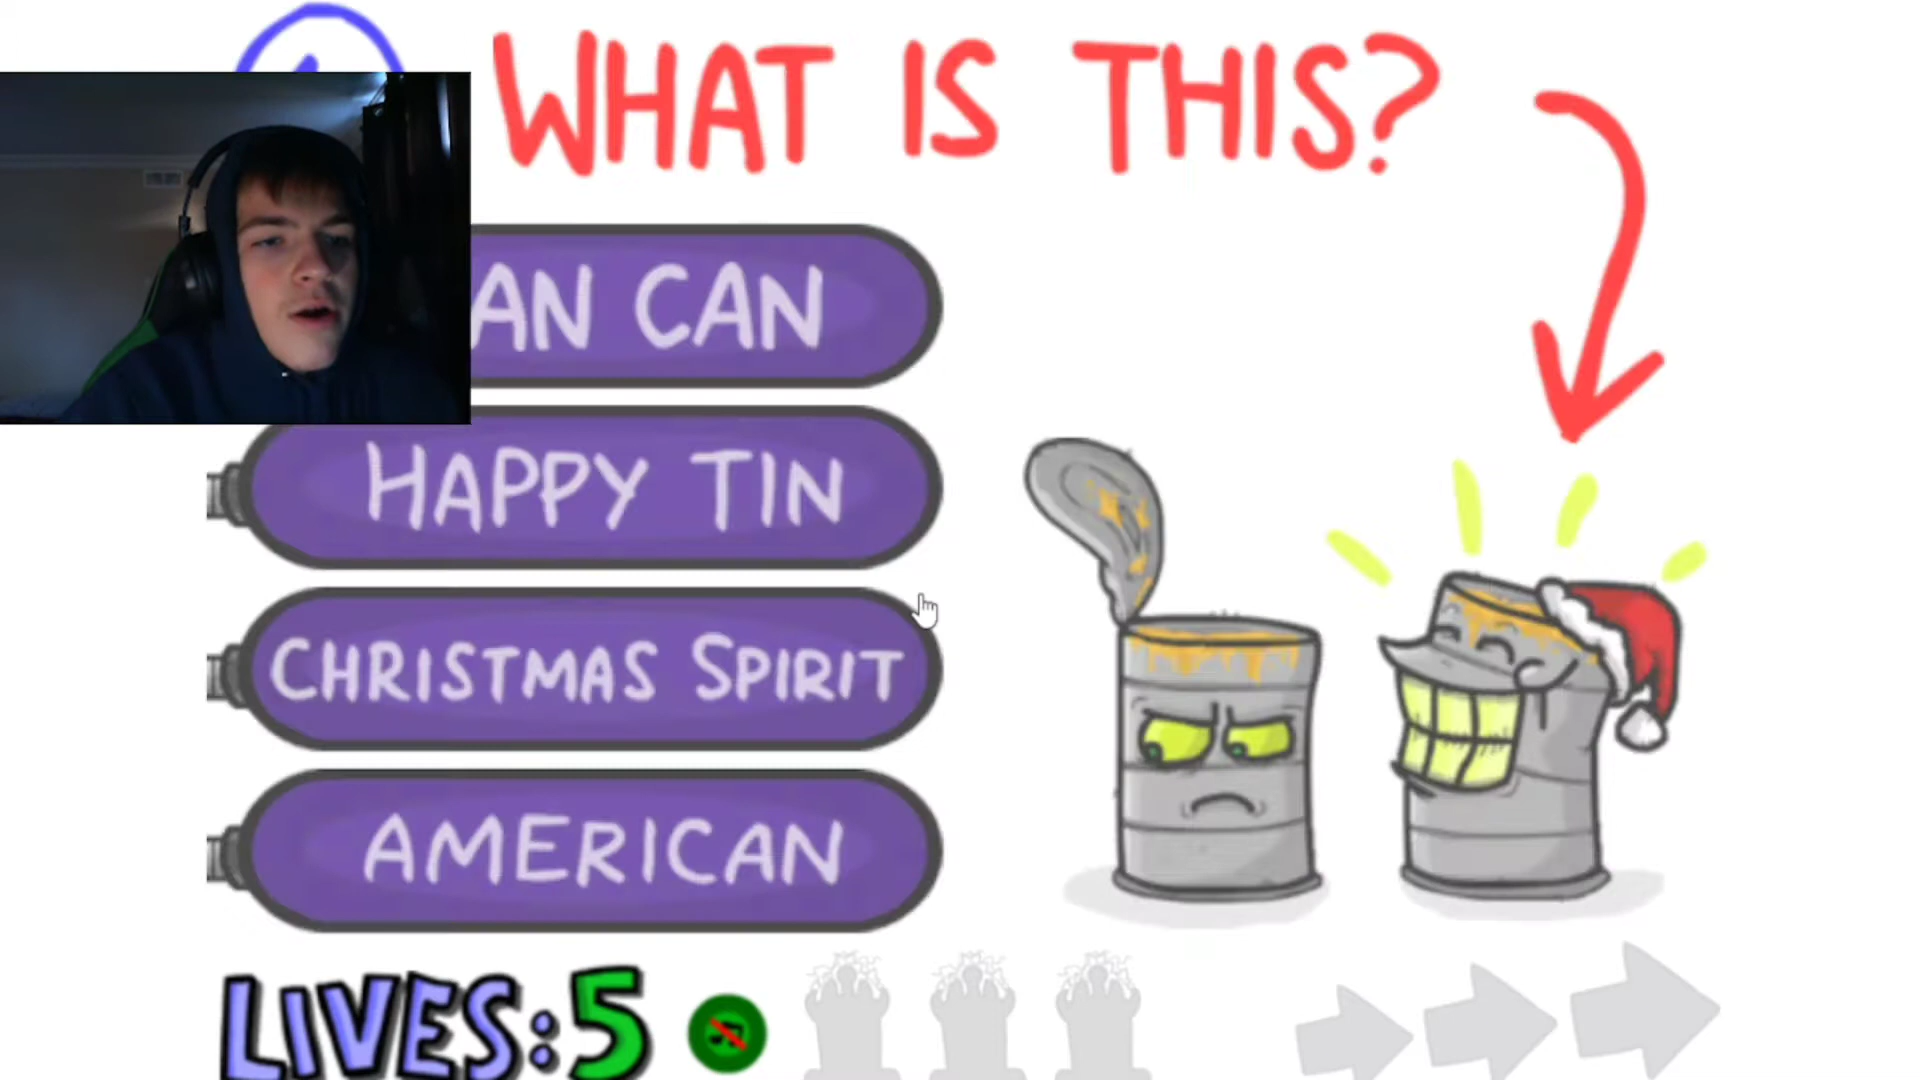 WHAT IS THIS?
AN CAN
HAPPY TIN
CHRISTMAS SPIRIT
AMERICAN
LIVES:5